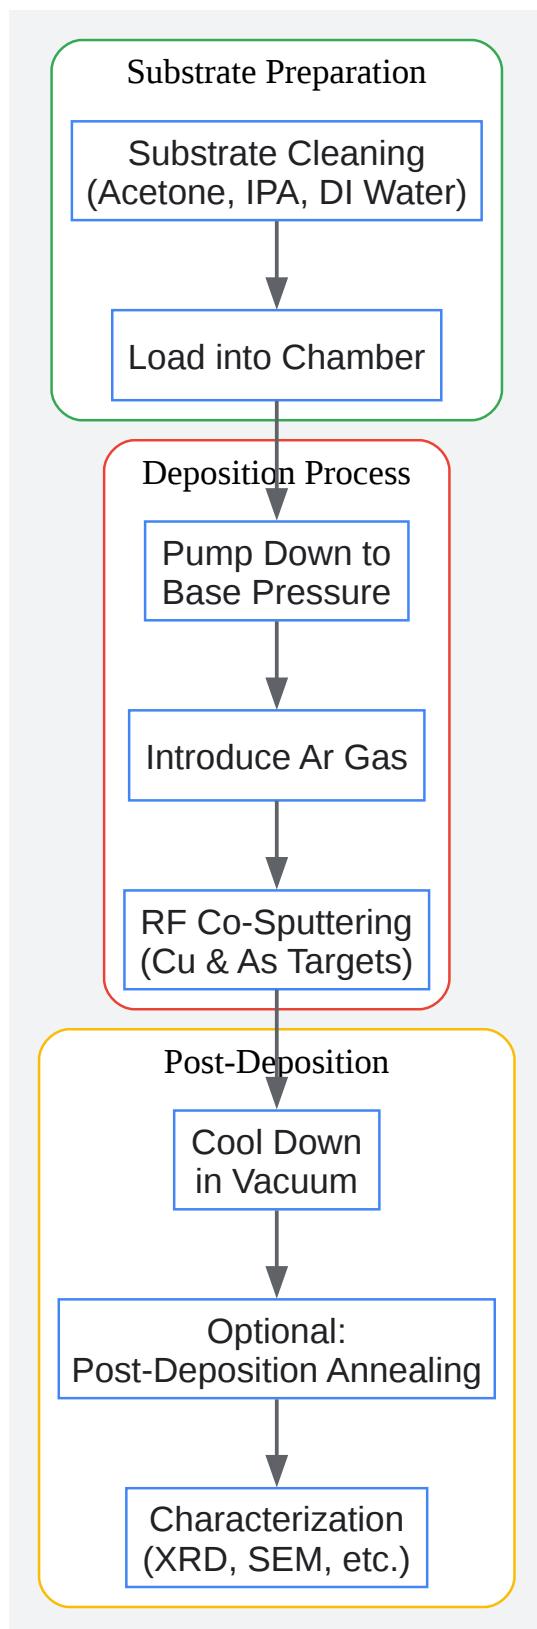 Substrate Preparation
Substrate Cleaning
(Acetone, IPA, DI Water)
Load into Chamber
Deposition Process
Pump Down to
Base Pressure
Introduce Ar Gas
RF Co-Sputtering
(Cu & As Targets)
Post-Deposition
Cool Down
in Vacuum
Optional:
Post-Deposition Annealing
Characterization
(XRD, SEM, etc.)